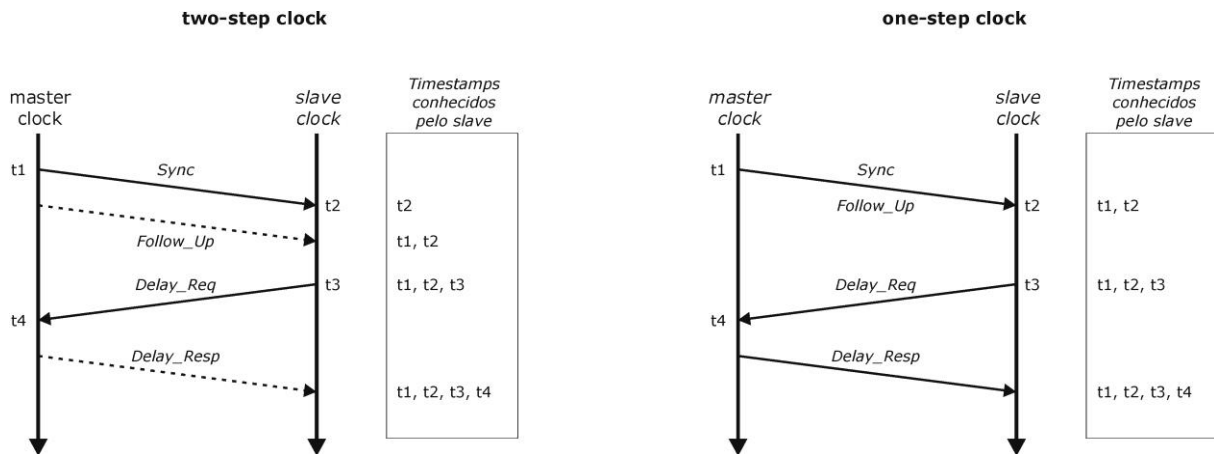 two-step clock
master
clock
slave
clock
Timestamps
conhecidos
pelo slave
t1
Sync
t2
t2
Follow_Up
t1, t2
Delay_Req
t3
t1, t2, t3
t4
Delay_Resp
t1, t2, t3, t4
one-step clock
master
clock
slave
clock
Timestamps
conhecidos
pelo slave
t1
Sync
Follow_Up
t2
t1, t2
Delay_Req
t3
t1, t2, t3
t4
Delay_Resp
t1, t2, t3, t4